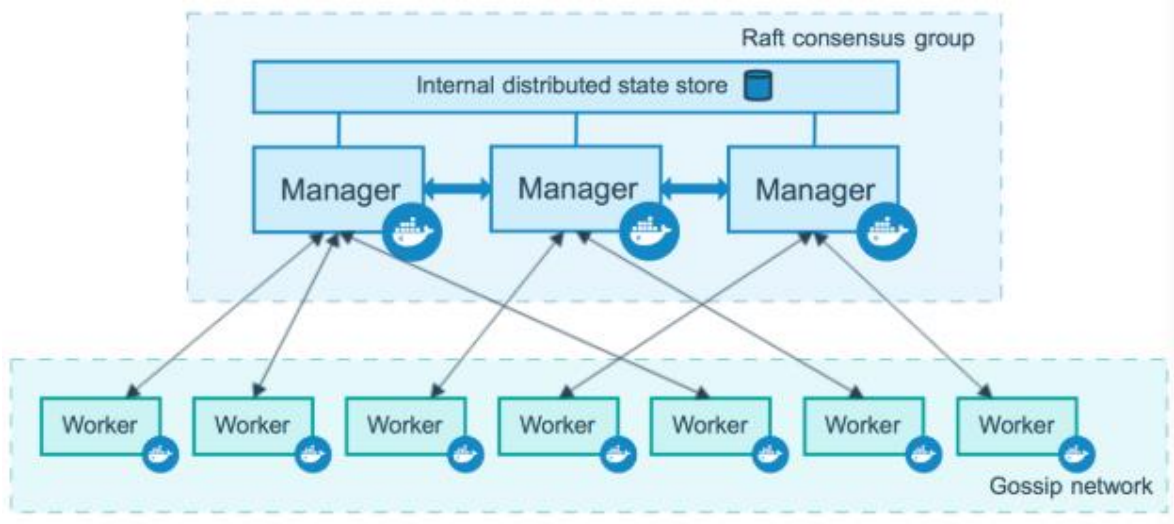 Raft consensus group
Internal distributed state store
Manager
Manager
Manager
Worker
Worker
Worker
Worker
Worker
Worker
Worker
Gossip network